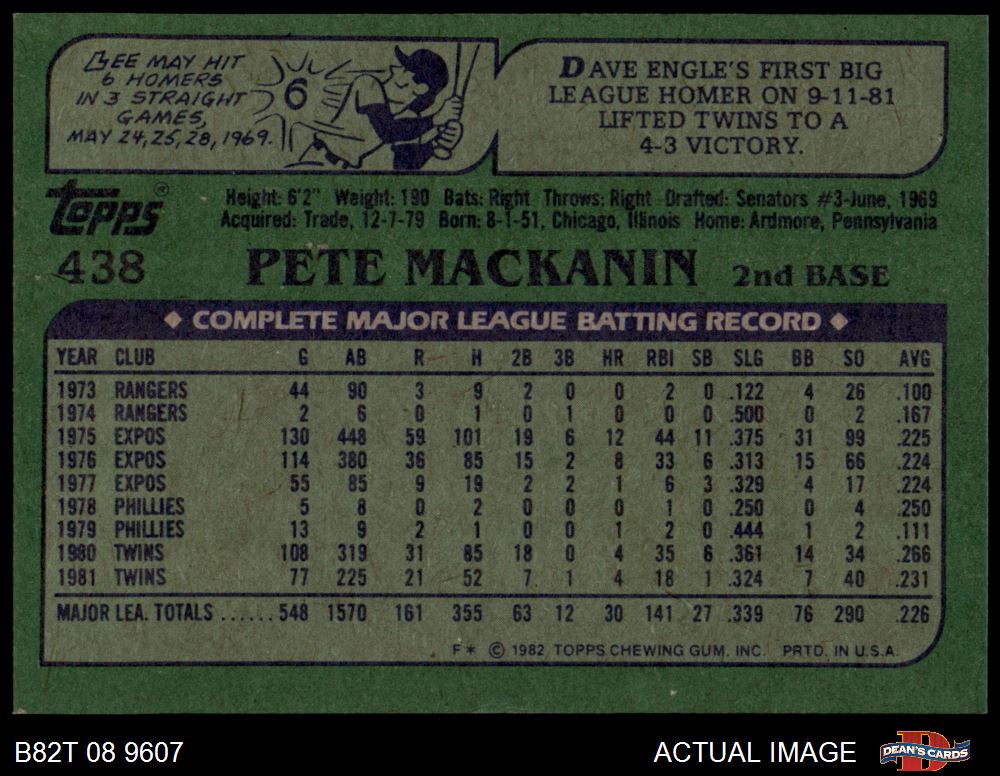 LEE MAY HIT
6 HOMERS
IN 3 STRAIGHT
GAMES,
MAY 24,25,28,1969.
6
DAVE ENGLE'S FIRST BIG
LEAGUE HOMER ON 9-11-81
LIFTED TWINS TO A
4-3 VICTORY.
Topps®
Height: 6'2" Weight: 190 Bats: Right Throws: Right Drafted: Senators #3-June, 1969
Acquired: Trade, 12-7-79 Born: 8-1-51, Chicago, Illinois Home: Ardmore, Pennsylvania
438 PETE MACKANIN 2nd BASE
◆ COMPLETE MAJOR LEAGUE BATTING RECORD ◆
YEAR CLUB G AB R H 2B 3B HR RBI SB SLG BB SO AVG
1973 RANGERS 44 90 3 9 2 0 0 2 0 .122 4 26 .100
1974 RANGERS 2 6 0 1 0 1 0 0 0 .500 0 2 .167
1975 EXPOS 130 448 59 101 19 6 12 44 11 .375 31 99 .225
1976 EXPOS 114 380 36 85 15 2 8 33 6 .313 15 66 .224
1977 EXPOS 55 85 9 19 2 2 1 6 3 .329 4 17 .224
1978 PHILLIES 5 8 0 2 0 0 0 1 0 .250 0 4 .250
1979 PHILLIES 13 9 2 1 0 0 1 2 0 .444 1 2 .111
1980 TWINS 108 319 31 85 18 0 4 35 6 .361 14 34 .266
1981 TWINS 77 225 21 52 7 1 4 18 1 .324 7 40 .231
MAJOR LEA. TOTALS ...... 548 1570 161 355 63 12 30 141 27 .339 76 290 .226
F* © 1982 TOPPS CHEWING GUM, INC. PRTD. IN U.S.A.
B82T 08 9607 ACTUAL IMAGE DEAN'S CARDS